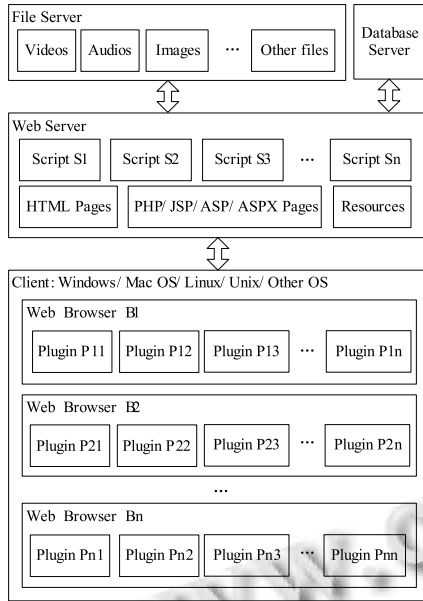 File Server
Videos Audios Images ... Other files
Database
Server
Web Server
Script S1 Script S2 Script S3 ... Script Sn
HTML Pages PHP/ JSP/ ASP/ ASPX Pages Resources
Client: Windows/ Mac OS/ Linux/ Unix/ Other OS
Web Browser B1
Plugin P11 Plugin P12 Plugin P13 ... Plugin P1n
Web Browser B2
Plugin P21 Plugin P22 Plugin P23 ... Plugin P2n
...
Web Browser Bn
Plugin Pn1 Plugin Pn2 Plugin Pn3 ... Plugin Pnn